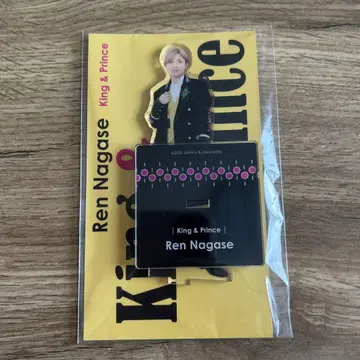 Ren Nagase King & Prince
King & Prince
| King & Prince |
Ren Nagase